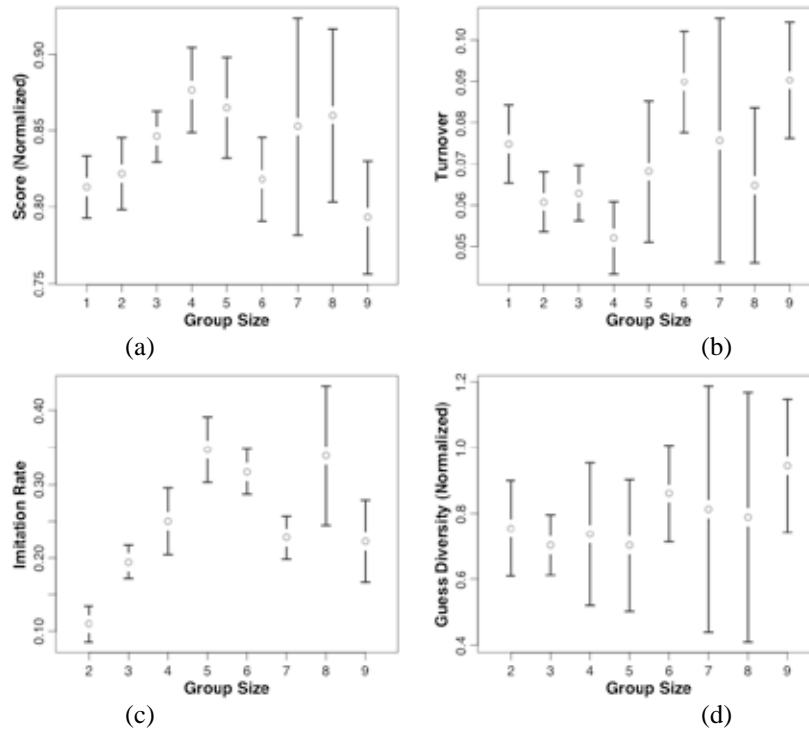 Score (Normalized)
0.75 0.80 0.85 0.90
1 2 3 4 5 6 7 8 9
Group Size
(a)
Turnover
0.05 0.06 0.07 0.08 0.09 0.10
1 2 3 4 5 6 7 8 9
Group Size
(b)
Imitation Rate
0.10 0.20 0.30 0.40
2 3 4 5 6 7 8 9
Group Size
(c)
Guess Diversity (Normalized)
0.4 0.6 0.8 1.0 1.2
2 3 4 5 6 7 8 9
Group Size
(d)